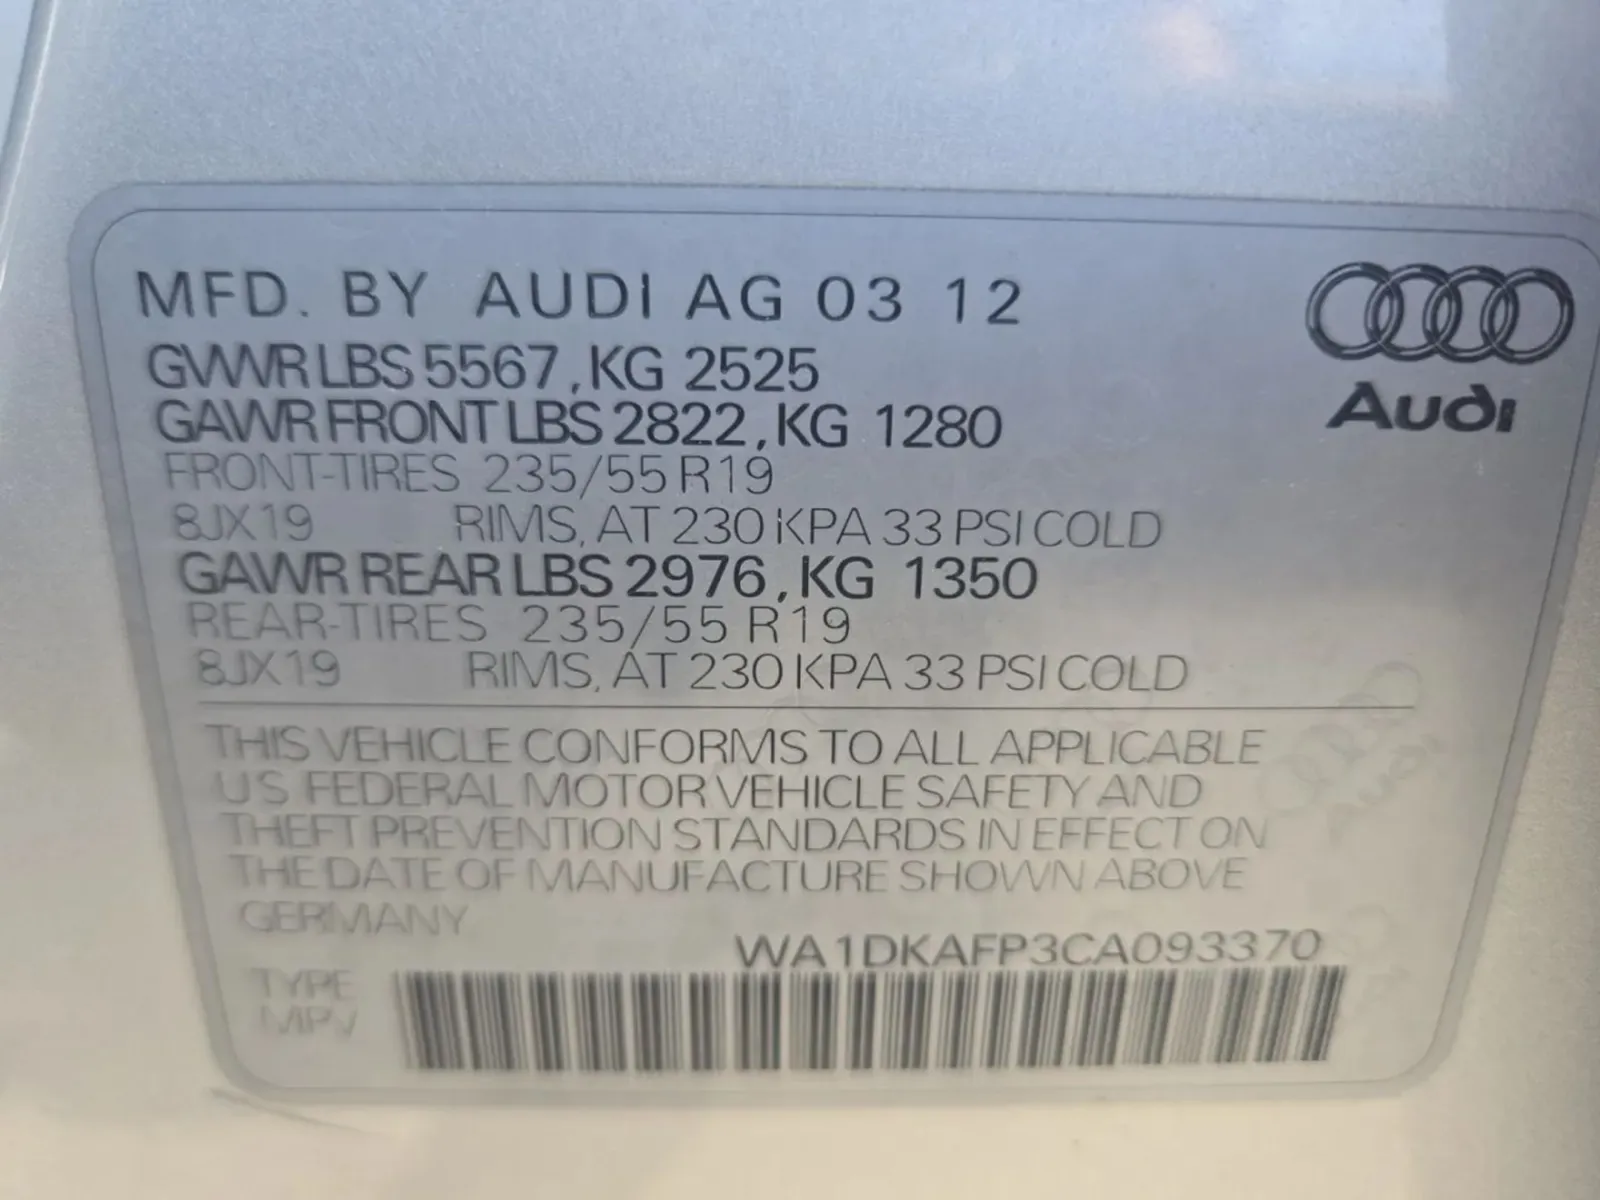 MFD. BY AUDI AG 03 12
GVWR LBS 5567, KG 2525
GAWR FRONT LBS 2822, KG 1280
FRONT-TIRES 235/55 R19
8JX19 RIMS, AT 230 KPA 33 PSI COLD
GAWR REAR LBS 2976, KG 1350
REAR-TIRES 235/55 R19
8JX19 RIMS, AT 230 KPA 33 PSI COLD
Audi
THIS VEHICLE CONFORMS TO ALL APPLICABLE
US FEDERAL MOTOR VEHICLE SAFETY AND
THEFT PREVENTION STANDARDS IN EFFECT ON
THE DATE OF MANUFACTURE SHOWN ABOVE
GERMANY
WA1DKAFP3CA093370
TYPE
MPV